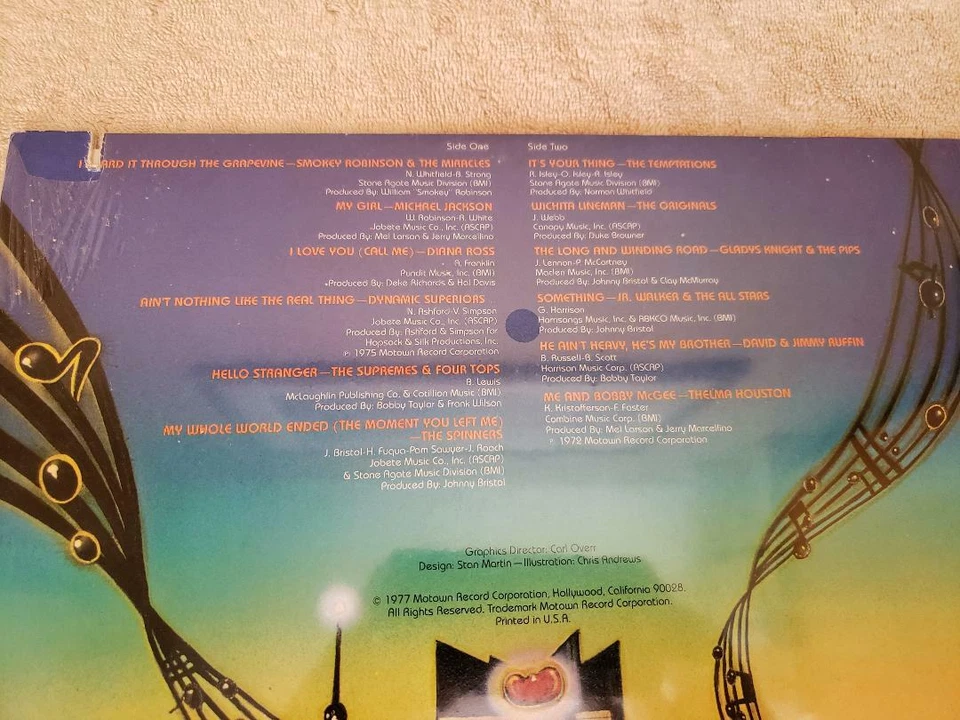 Side One
IT THROUGH THE GRAPEVINE—SMOKEY ROBINSON & THE MIRACLES
N. Whitfield-B. Strong
Stone Agate Music Division (BMI)
Produced By: William "Smokey" Robinson
MY GIRL—MICHAEL JACKSON
W. Robinson-R. White
Jobete Music Co., Inc. (ASCAP)
Produced By: Mel Larson & Jerry Marcellino
I LOVE YOU (CALL ME)—DIANA ROSS
A. Franklin
Pundit Music, Inc. (BMI)
Produced By: Deke Richards & Hal Davis
AIN'T NOTHING LIKE THE REAL THING—DYNAMIC SUPERIORS
N. Ashford-V. Simpson
Jobete Music Co., Inc. (ASCAP)
Produced By: Ashford & Simpson for
Hopsack & Silk Productions, Inc.
℗ 1975 Motown Record Corporation
HELLO STRANGER—THE SUPREMES & FOUR TOPS
B. Lewis
McLaughlin Publishing Co. & Cotillion Music (BMI)
Produced By: Bobby Taylor & Frank Wilson
MY WHOLE WORLD ENDED (THE MOMENT YOU LEFT ME)
—THE SPINNERS
J. Bristol-H. Fuqua-Pam Sawyer-J. Roach
Jobete Music Co., Inc. (ASCAP)
& Stone Agate Music Division (BMI)
Produced By: Johnny Bristol
Side Two
IT'S YOUR THING—THE TEMPTATIONS
R. Isley-O. Isley-R. Isley
Stone Agate Music Division (BMI)
Produced By: Norman Whitfield
WICHITA LINEMAN—THE ORIGINALS
J. Webb
Canopy Music, Inc. (ASCAP)
Produced By: Duke Browner
THE LONG AND WINDING ROAD—GLADYS KNIGHT & THE PIPS
J. Lennon-P. McCartney
Maclen Music, Inc. (BMI)
Produced By: Johnny Bristol & Clay McMurray
SOMETHING—JR. WALKER & THE ALL STARS
G. Harrison
Harrisongs Music, Inc. & ABKCO Music, Inc. (BMI)
Produced By: Johnny Bristol
HE AIN'T HEAVY, HE'S MY BROTHER—DAVID & JIMMY RUFFIN
B. Russell-B. Scott
Harrison Music Corp. (ASCAP)
Produced By: Bobby Taylor
ME AND BOBBY McGEE—THELMA HOUSTON
K. Kristofferson-F. Foster
Combine Music Corp. (BMI)
Produced By: Mel Larson & Jerry Marcellino
℗ 1972 Motown Record Corporation
Graphics Director: Carl Overr
Design: Stan Martin—Illustration: Chris Andrews
© 1977 Motown Record Corporation, Hollywood, California 90028.
All Rights Reserved. Trademark Motown Record Corporation.
Printed in U.S.A.